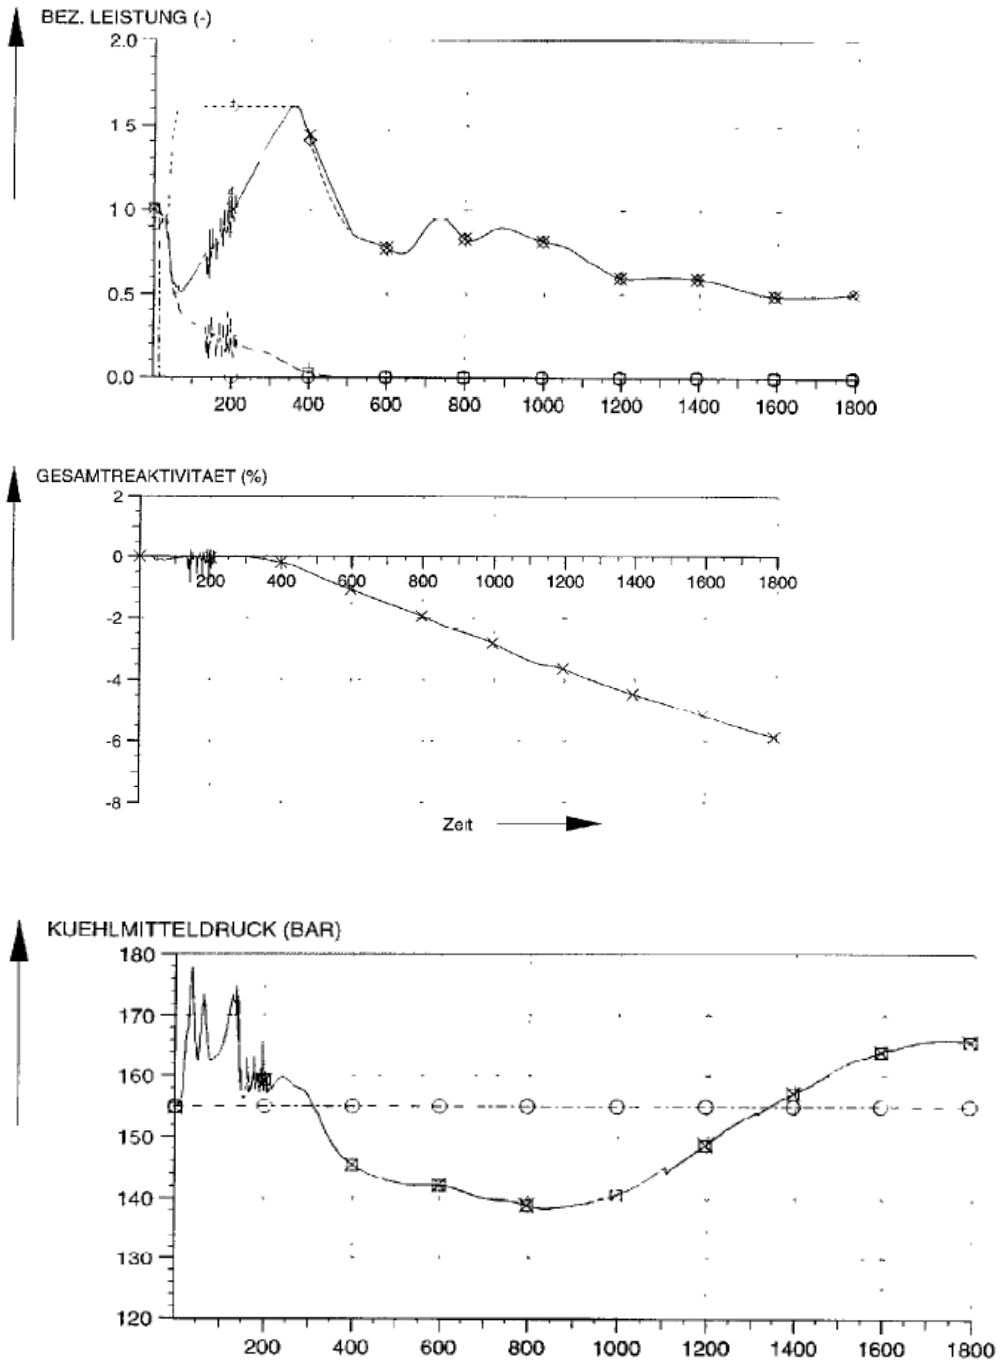 BEZ. LEISTUNG (-)
2.0
1.5
1.0
0.5
0.0
200 400 600 800 1000 1200 1400 1600 1800
GESAMTREAKTIVITAET (%)
2
0
200 400 600 800 1000 1200 1400 1600 1800
-2
-4
-6
-8
Zeit
KUEHLMITTELDRUCK (BAR)
180
170
160
150
140
130
120
200 400 600 800 1000 1200 1400 1600 1800